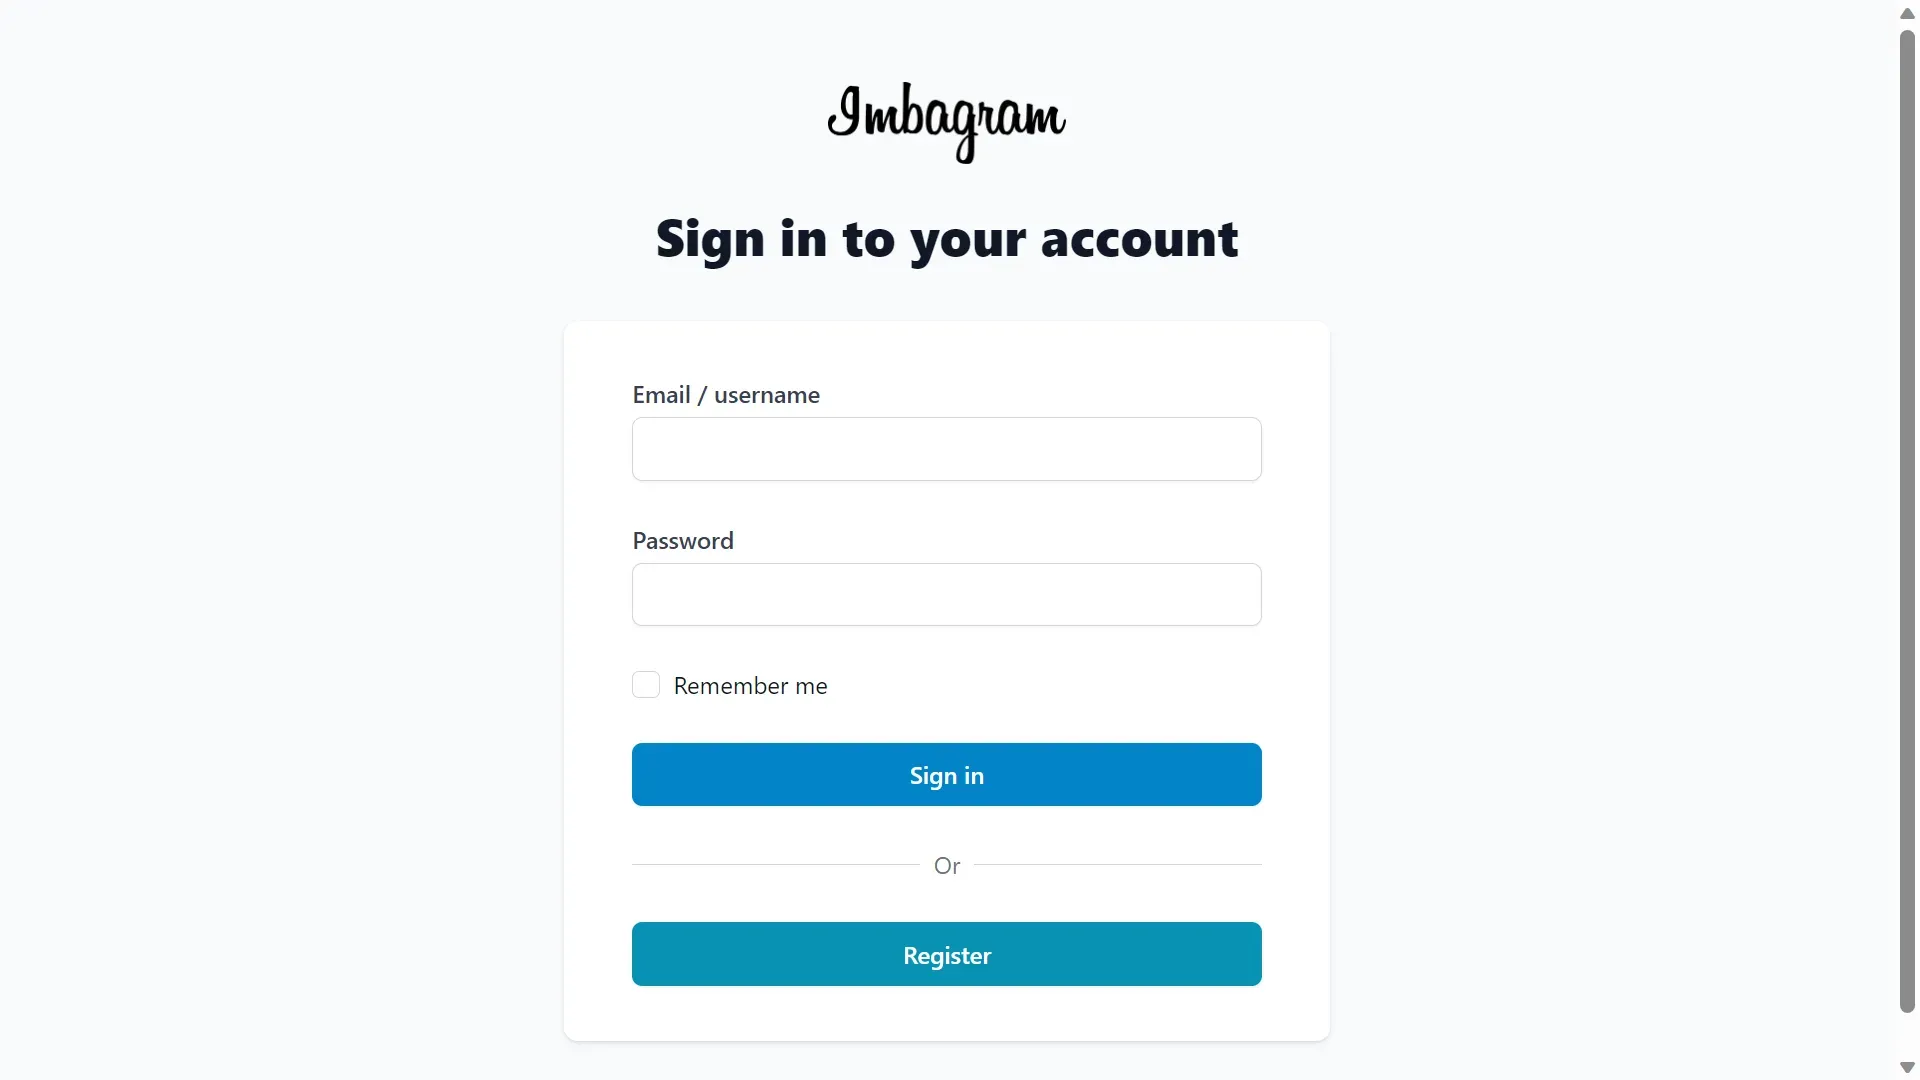 Imbagram
Sign in to your account
Email / username
Password
Remember me
Sign in
Or
Register